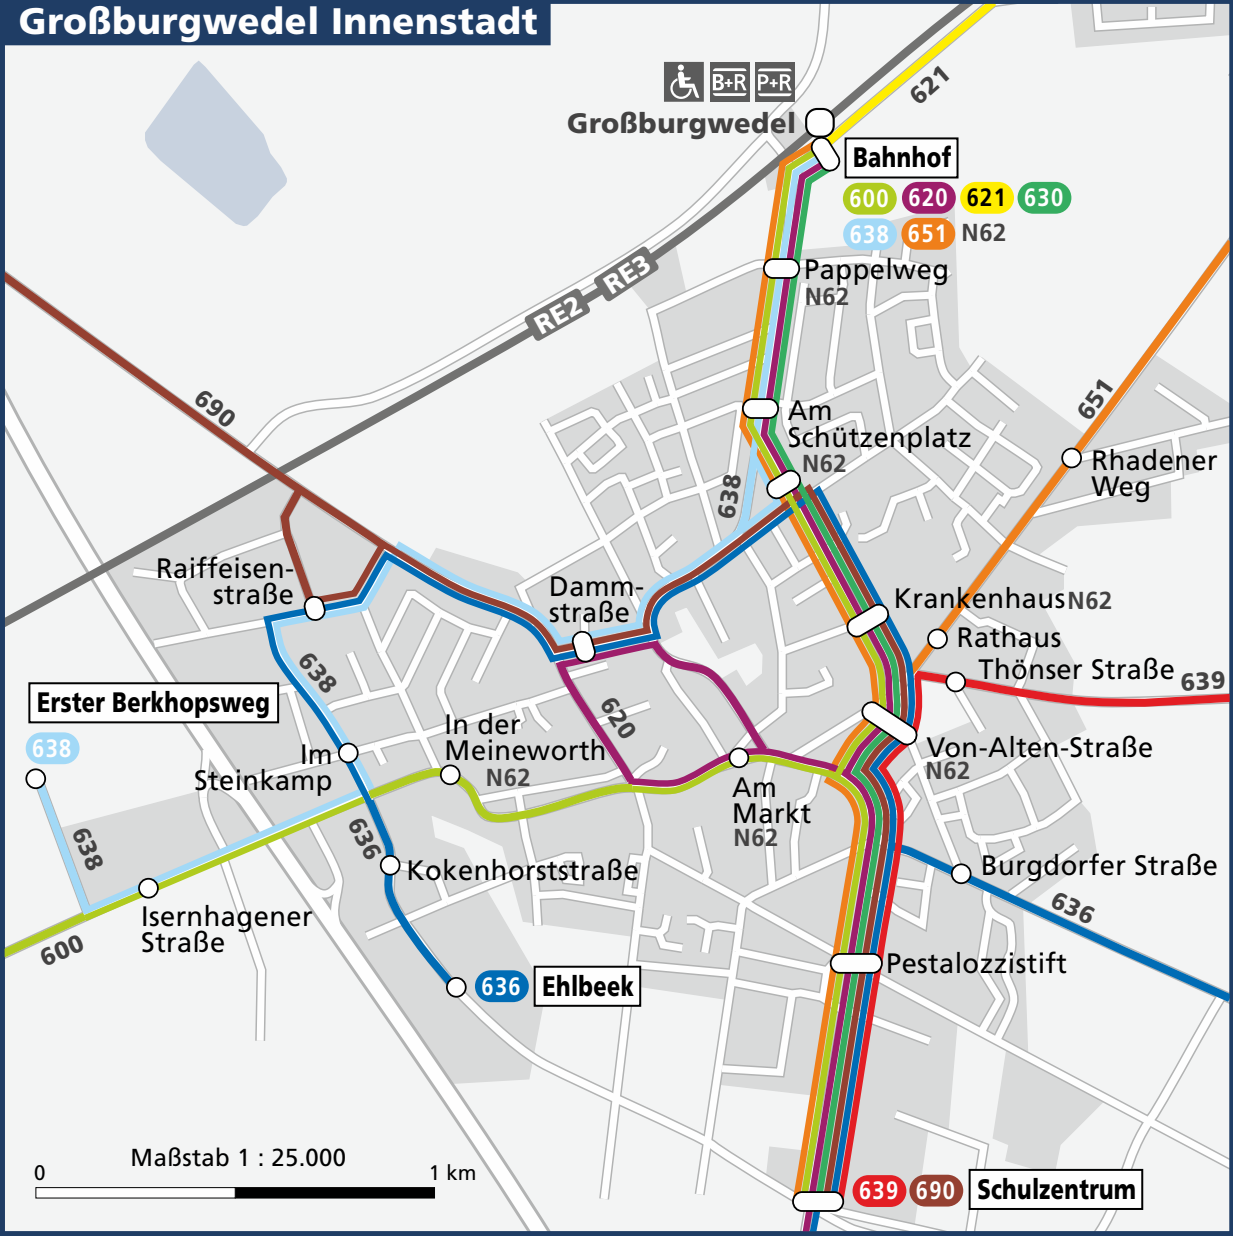 Großburgwedel Innenstadt
621
B+R P+R
Großburgwedel
Bahnhof
600 620 621 630
638 651 N62
Pappelweg
N62
RE2 RE3
690
651
Am
Schützenplatz
N62
638
Rhadener
Weg
Raiffeisen-
straße
Damm-
straße
Krankenhaus N62
Rathaus
Thönser Straße
639
638
Erster Berkhopsweg
638
620
In der
Meineworth
N62
Im
Steinkamp
Von-Alten-Straße
N62
Am
Markt
N62
638
636
Kokenhorststraße
Burgdorfer Straße
636
Isernhagener
Straße
600
Pestalozzistift
636 Ehlbeek
Maßstab 1 : 25.000
0 1 km
639 690 Schulzentrum